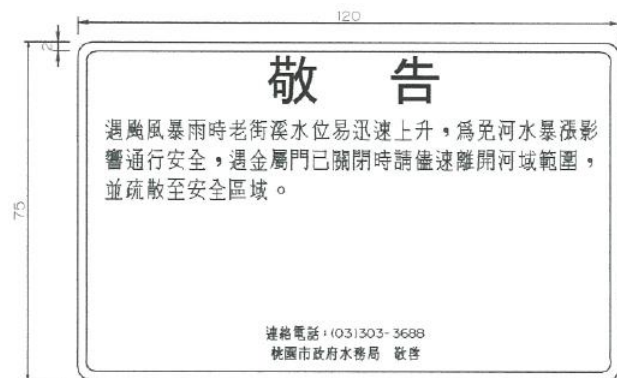 120
2
75
敬 告
遇颱風暴雨時老街溪水位易迅速上升，為免河水暴漲影
響通行安全，遇金屬門已關閉時請儘速離開河域範圍，
並疏散至安全區域。
連絡電話：(03)303-3688
桃園市政府水務局 敬啓